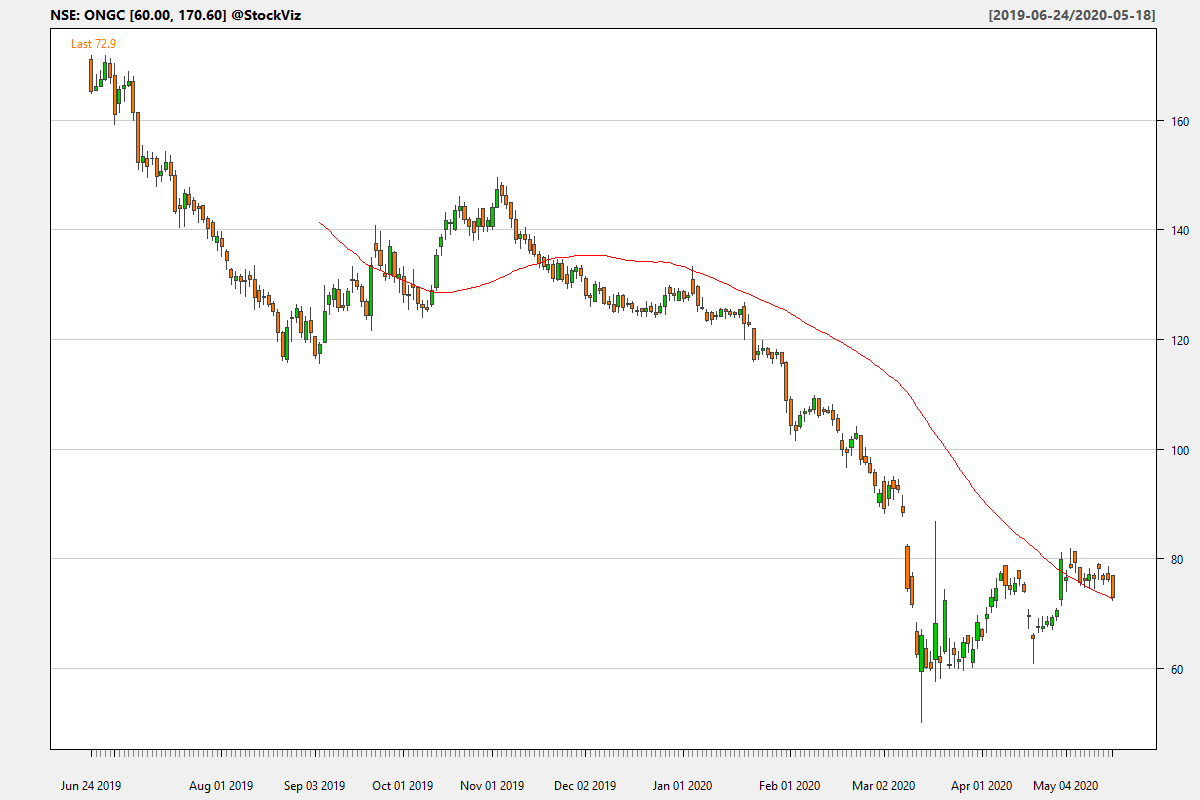 NSE: ONGC [60.00, 170.60] @StockViz
[2019-06-24/2020-05-18]
Last 72.9
160
140
120
100
80
60
Jun 24 2019
Aug 01 2019
Sep 03 2019
Oct 01 2019
Nov 01 2019
Dec 02 2019
Jan 01 2020
Feb 01 2020
Mar 02 2020
Apr 01 2020
May 04 2020